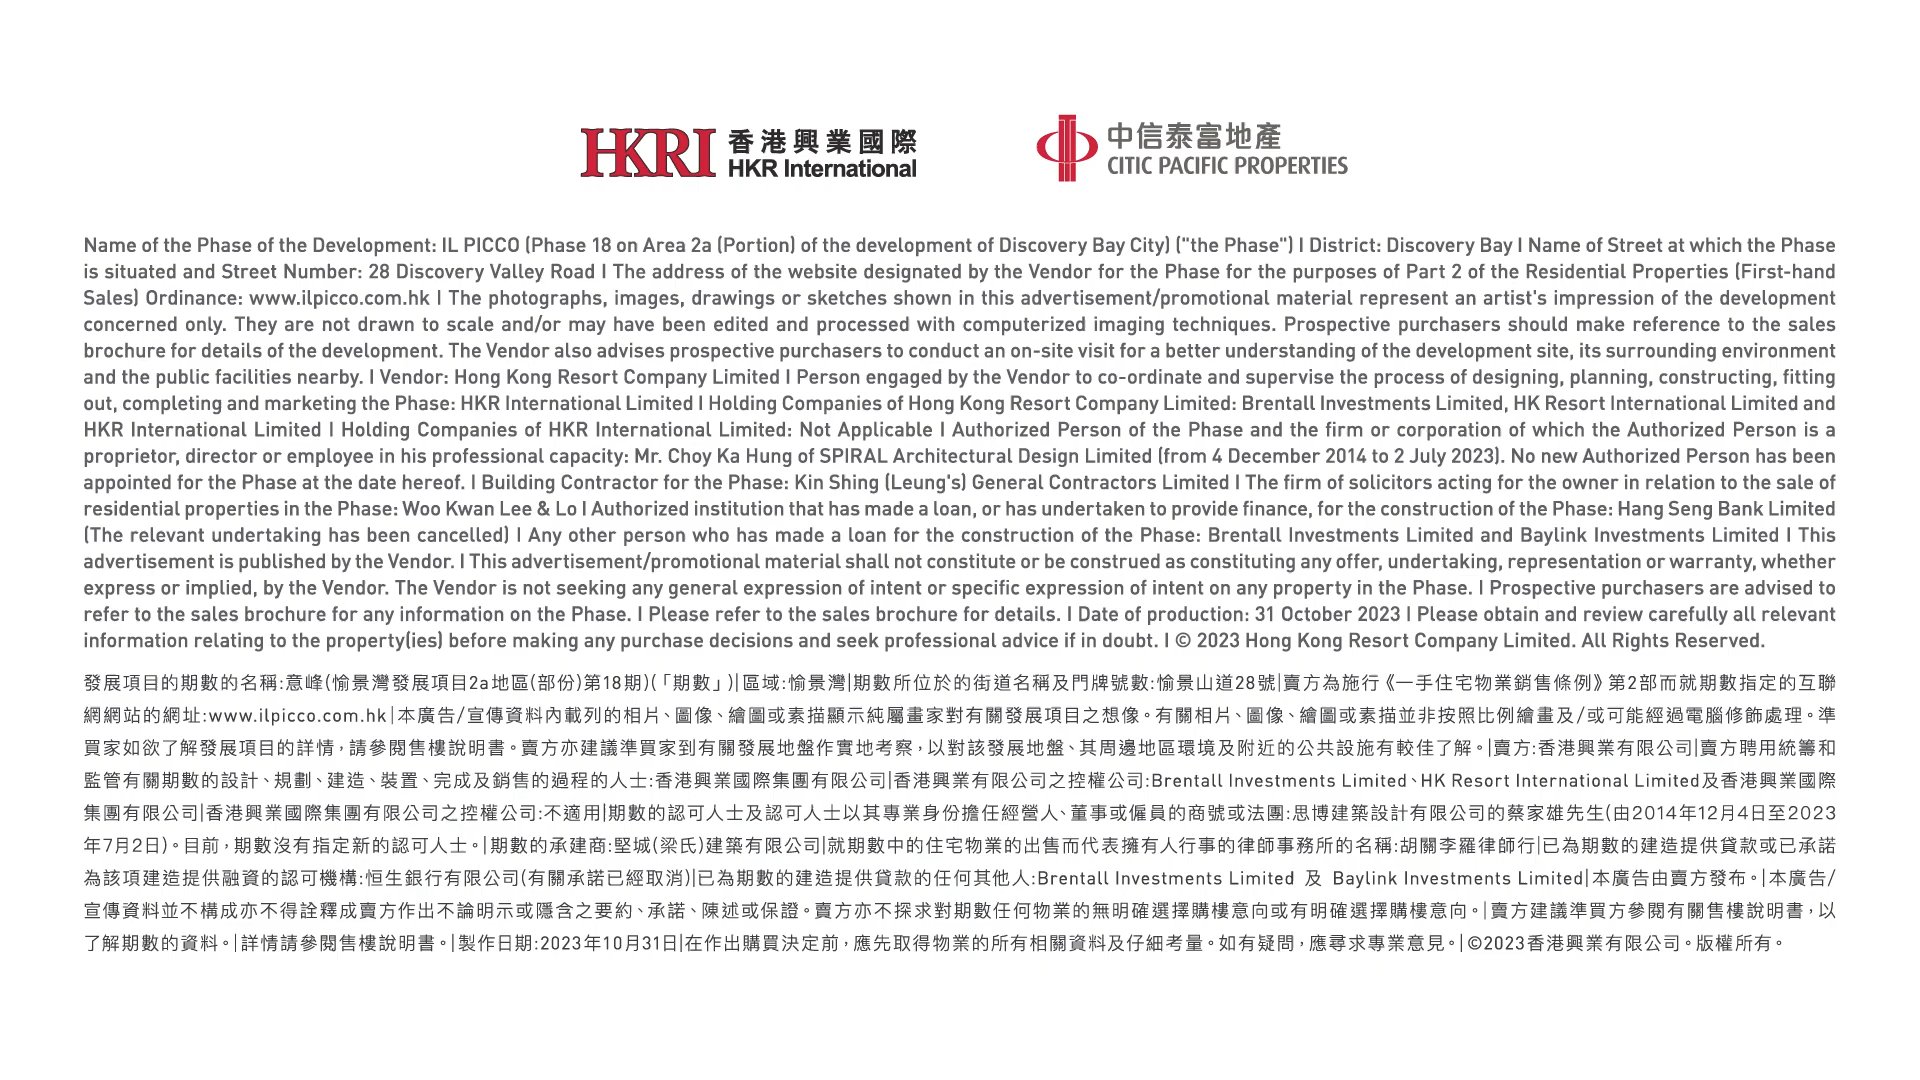 HKRI 香港興業國際
HKR International
中信泰富地產
CITIC PACIFIC PROPERTIES
Name of the Phase of the Development: IL PICCO (Phase 18 on Area 2a (Portion) of the development of Discovery Bay City) ("the Phase") I District: Discovery Bay I Name of Street at which the Phase
is situated and Street Number: 28 Discovery Valley Road I The address of the website designated by the Vendor for the Phase for the purposes of Part 2 of the Residential Properties (First-hand
Sales) Ordinance: www.ilpicco.com.hk I The photographs, images, drawings or sketches shown in this advertisement/promotional material represent an artist's impression of the development
concerned only. They are not drawn to scale and/or may have been edited and processed with computerized imaging techniques. Prospective purchasers should make reference to the sales
brochure for details of the development. The Vendor also advises prospective purchasers to conduct an on-site visit for a better understanding of the development site, its surrounding environment
and the public facilities nearby. I Vendor: Hong Kong Resort Company Limited I Person engaged by the Vendor to co-ordinate and supervise the process of designing, planning, constructing, fitting
out, completing and marketing the Phase: HKR International Limited I Holding Companies of Hong Kong Resort Company Limited: Brentall Investments Limited, HK Resort International Limited and
HKR International Limited I Holding Companies of HKR International Limited: Not Applicable I Authorized Person of the Phase and the firm or corporation of which the Authorized Person is a
proprietor, director or employee in his professional capacity: Mr. Choy Ka Hung of SPIRAL Architectural Design Limited (from 4 December 2014 to 2 July 2023). No new Authorized Person has been
appointed for the Phase at the date hereof. I Building Contractor for the Phase: Kin Shing (Leung's) General Contractors Limited I The firm of solicitors acting for the owner in relation to the sale of
residential properties in the Phase: Woo Kwan Lee & Lo I Authorized institution that has made a loan, or has undertaken to provide finance, for the construction of the Phase: Hang Seng Bank Limited
(The relevant undertaking has been cancelled) I Any other person who has made a loan for the construction of the Phase: Brentall Investments Limited and Baylink Investments Limited I This
advertisement is published by the Vendor. I This advertisement/promotional material shall not constitute or be construed as constituting any offer, undertaking, representation or warranty, whether
express or implied, by the Vendor. The Vendor is not seeking any general expression of intent or specific expression of intent on any property in the Phase. I Prospective purchasers are advised to
refer to the sales brochure for any information on the Phase. I Please refer to the sales brochure for details. I Date of production: 31 October 2023 I Please obtain and review carefully all relevant
information relating to the property(ies) before making any purchase decisions and seek professional advice if in doubt. I © 2023 Hong Kong Resort Company Limited. All Rights Reserved.
發展項目的期數的名稱:意峰(愉景灣發展項目2a地區(部份)第18期)(「期數」)|區域:愉景灣|期數所位於的街道名稱及門牌號數:愉景山道28號|賣方為施行《一手住宅物業銷售條例》第2部而就期數指定的互聯
網網站的網址:www.ilpicco.com.hk|本廣告/宣傳資料內載列的相片、圖像、繪圖或素描顯示純屬畫家對有關發展項目之想像。有關相片、圖像、繪圖或素描並非按照比例繪畫及/或可能經過電腦修飾處理。準
買家如欲了解發展項目的詳情,請參閱售樓說明書。賣方亦建議準買家到有關發展地盤作實地考察,以對該發展地盤、其周邊地區環境及附近的公共設施有較佳了解。|賣方:香港興業有限公司|賣方聘用統籌和
監管有關期數的設計、規劃、建造、裝置、完成及銷售的過程的人士:香港興業國際集團有限公司|香港興業有限公司之控權公司:Brentall Investments Limited、HK Resort International Limited及香港興業國際
集團有限公司|香港興業國際集團有限公司之控權公司:不適用|期數的認可人士及認可人士以其專業身份擔任經營人、董事或僱員的商號或法團:思博建築設計有限公司的蔡家雄先生(由2014年12月4日至2023
年7月2日)。目前,期數沒有指定新的認可人士。|期數的承建商:堅城(梁氏)建築有限公司|就期數中的住宅物業的出售而代表擁有人行事的律師事務所的名稱:胡關李羅律師行|已為期數的建造提供貸款或已承諾
為該項建造提供融資的認可機構:恒生銀行有限公司(有關承諾已經取消)|已為期數的建造提供貸款的任何其他人:Brentall Investments Limited 及 Baylink Investments Limited|本廣告由賣方發布。|本廣告/
宣傳資料並不構成亦不得詮釋成賣方作出不論明示或隱含之要約、承諾、陳述或保證。賣方亦不探求對期數任何物業的無明確選擇購樓意向或有明確選擇購樓意向。|賣方建議準買方參閱有關售樓說明書,以
了解期數的資料。|詳情請參閱售樓說明書。|製作日期:2023年10月31日|在作出購買決定前,應先取得物業的所有相關資料及仔細考量。如有疑問,應尋求專業意見。|©2023香港興業有限公司。版權所有。